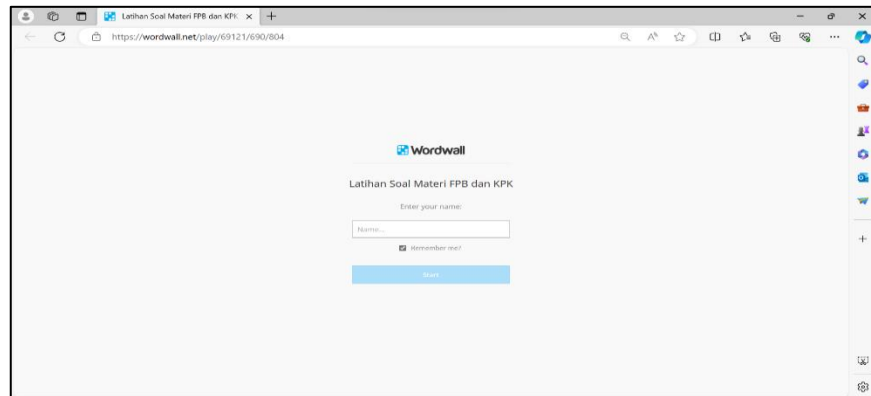 Latihan Soal Materi FPB dan KPK
https://wordwall.net/play/69121/690/804
Wordwall
Latihan Soal Materi FPB dan KPK
Enter your name:
Name...
Remember me?
Start